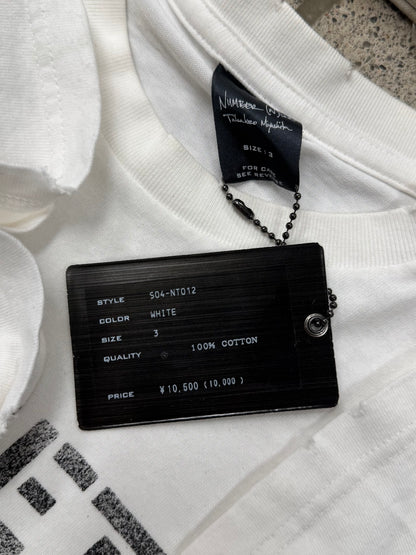 NUMBER (N)INE
Takahiro Miyashita
SIZE : 3
FOR CARE
SEE REVERSE
STYLE S04-NT012
COLOR WHITE
SIZE 3
QUALITY 100% COTTON
PRICE ¥10,500 (10,000)